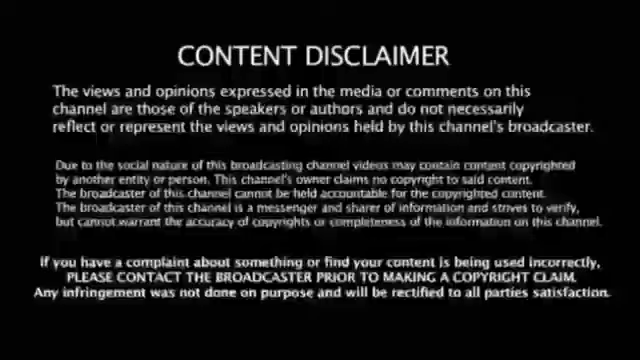 CONTENT DISCLAIMER
The views and opinions expressed in the media or comments on this
channel are those of the speakers or authors and do not necessarily
reflect or represent the views and opinions held by this channel's broadcaster.
Due to the social nature of this broadcasting channel videos may contain content copyrighted
by another entity or person. This channel's owner claims no copyright to said content.
The broadcaster of this channel cannot be held accountable for the copyrighted content.
The broadcaster of this channel is a messenger and sharer of information and strives to verify,
but cannot warrant the accuracy of copyrights or completeness of the information on this channel.
If you have a complaint about something or find your content is being used incorrectly,
PLEASE CONTACT THE BROADCASTER PRIOR TO MAKING A COPYRIGHT CLAIM.
Any infringement was not done on purpose and will be rectified to all parties satisfaction.